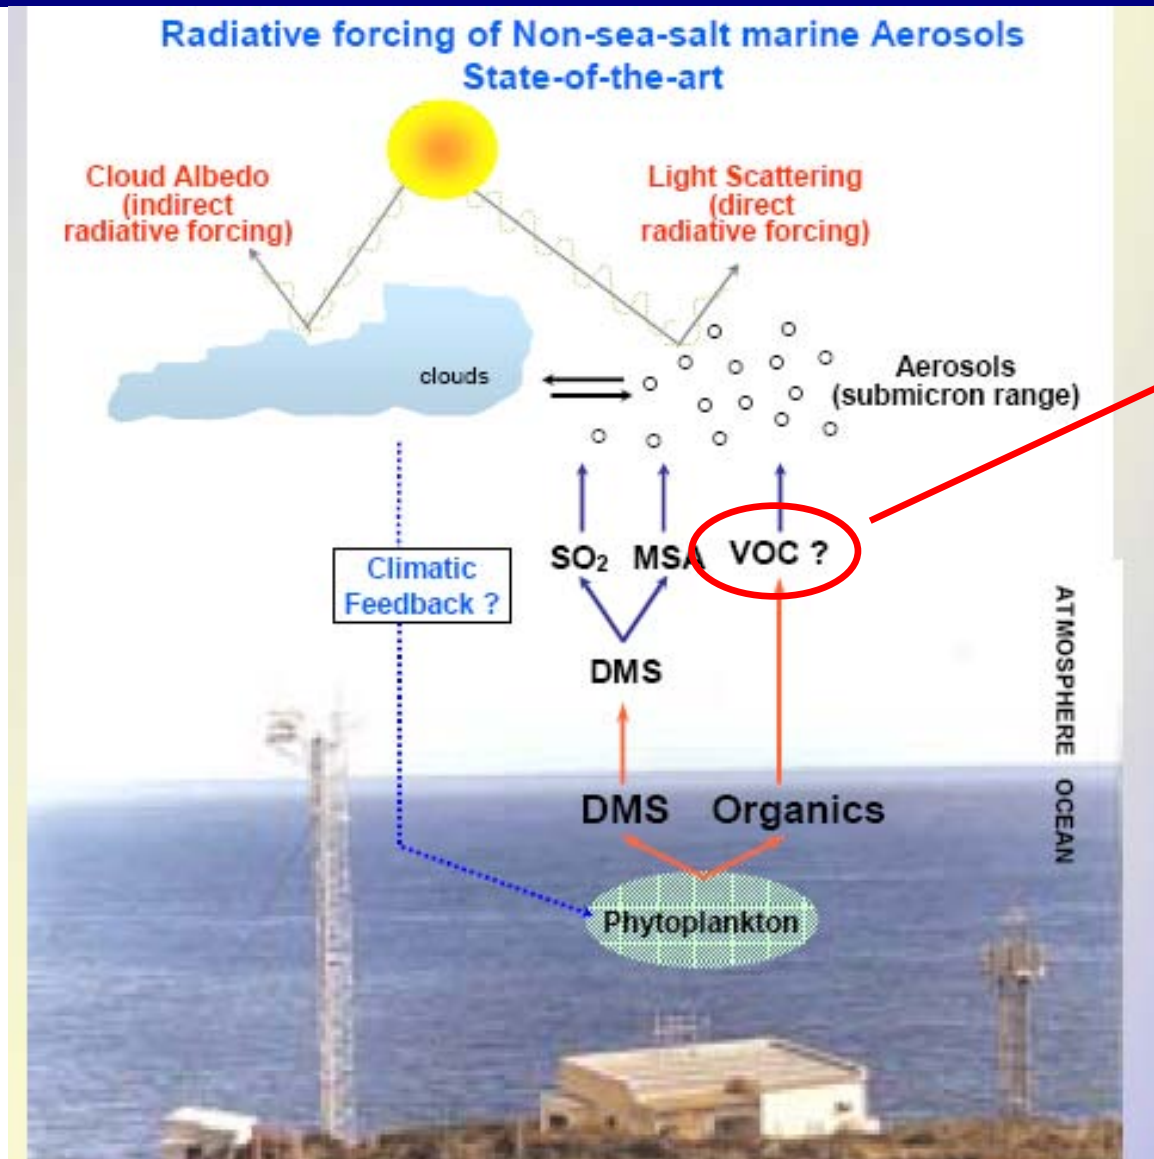 Radiative forcing of Non-sea-salt marine Aerosols
State-of-the-art
Cloud Albedo
(indirect
radiative forcing)
Light Scattering
(direct
radiative forcing)
clouds
Aerosols
(submicron range)
SO₂ MSA VOC ?
Climatic
Feedback ?
DMS
ATMOSPHERE OCEAN
DMS Organics
Phytoplankton